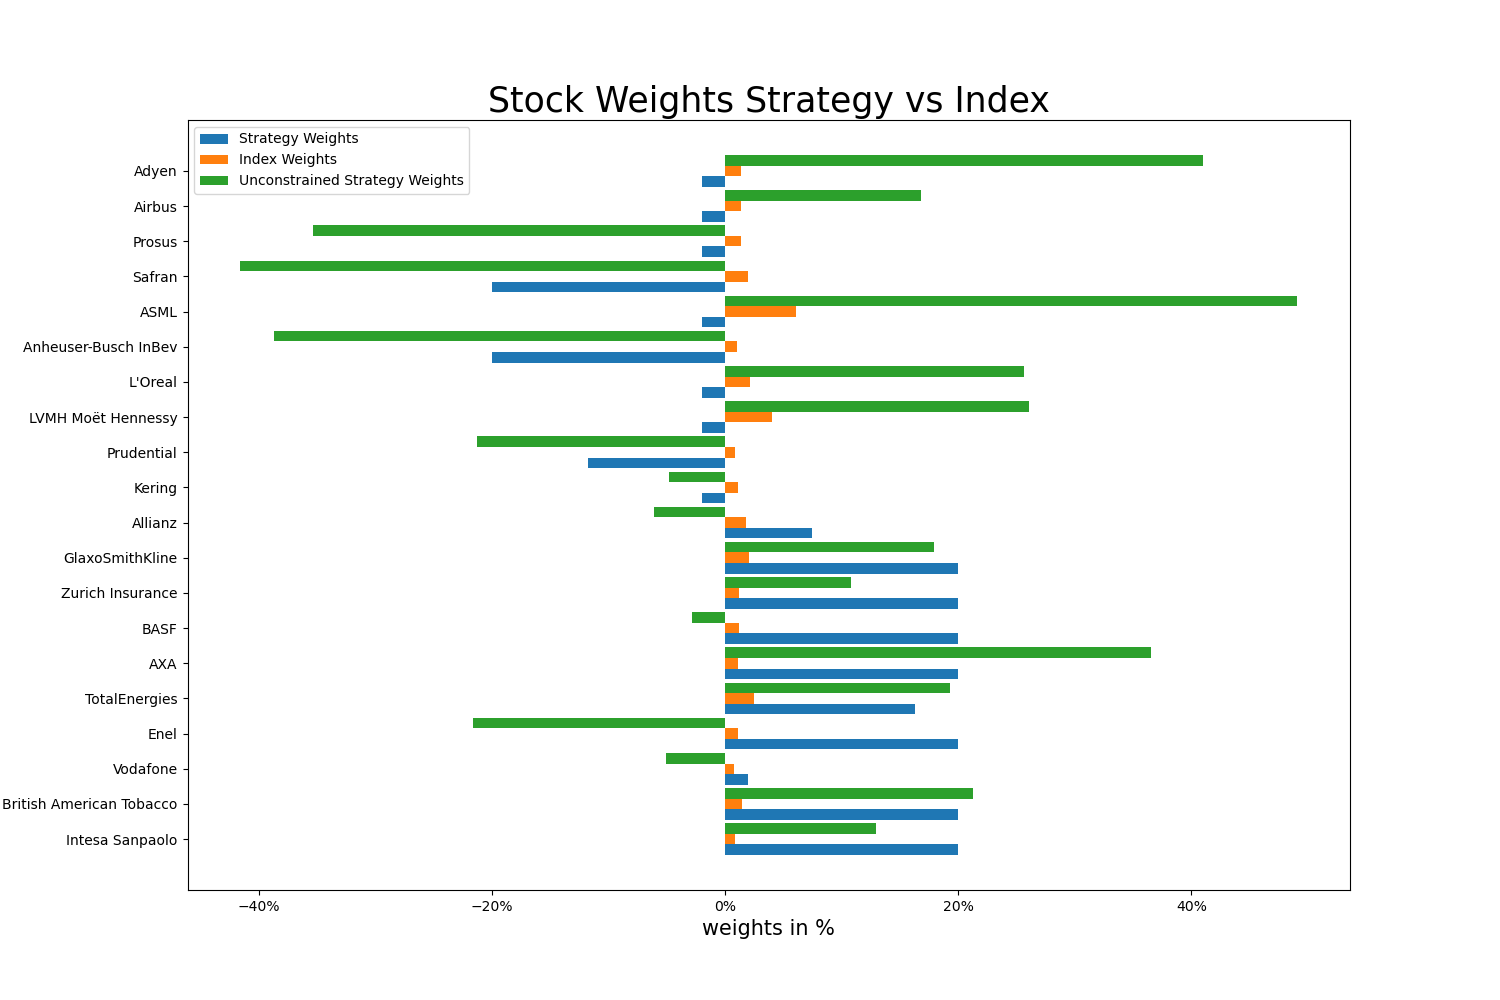 Stock Weights Strategy vs Index
Strategy Weights
Index Weights
Unconstrained Strategy Weights
Adyen
Airbus
Prosus
Safran
ASML
Anheuser-Busch InBev
L'Oreal
LVMH Moët Hennessy
Prudential
Kering
Allianz
GlaxoSmithKline
Zurich Insurance
BASF
AXA
TotalEnergies
Enel
Vodafone
British American Tobacco
Intesa Sanpaolo
−40% −20% 0% 20% 40%
weights in %